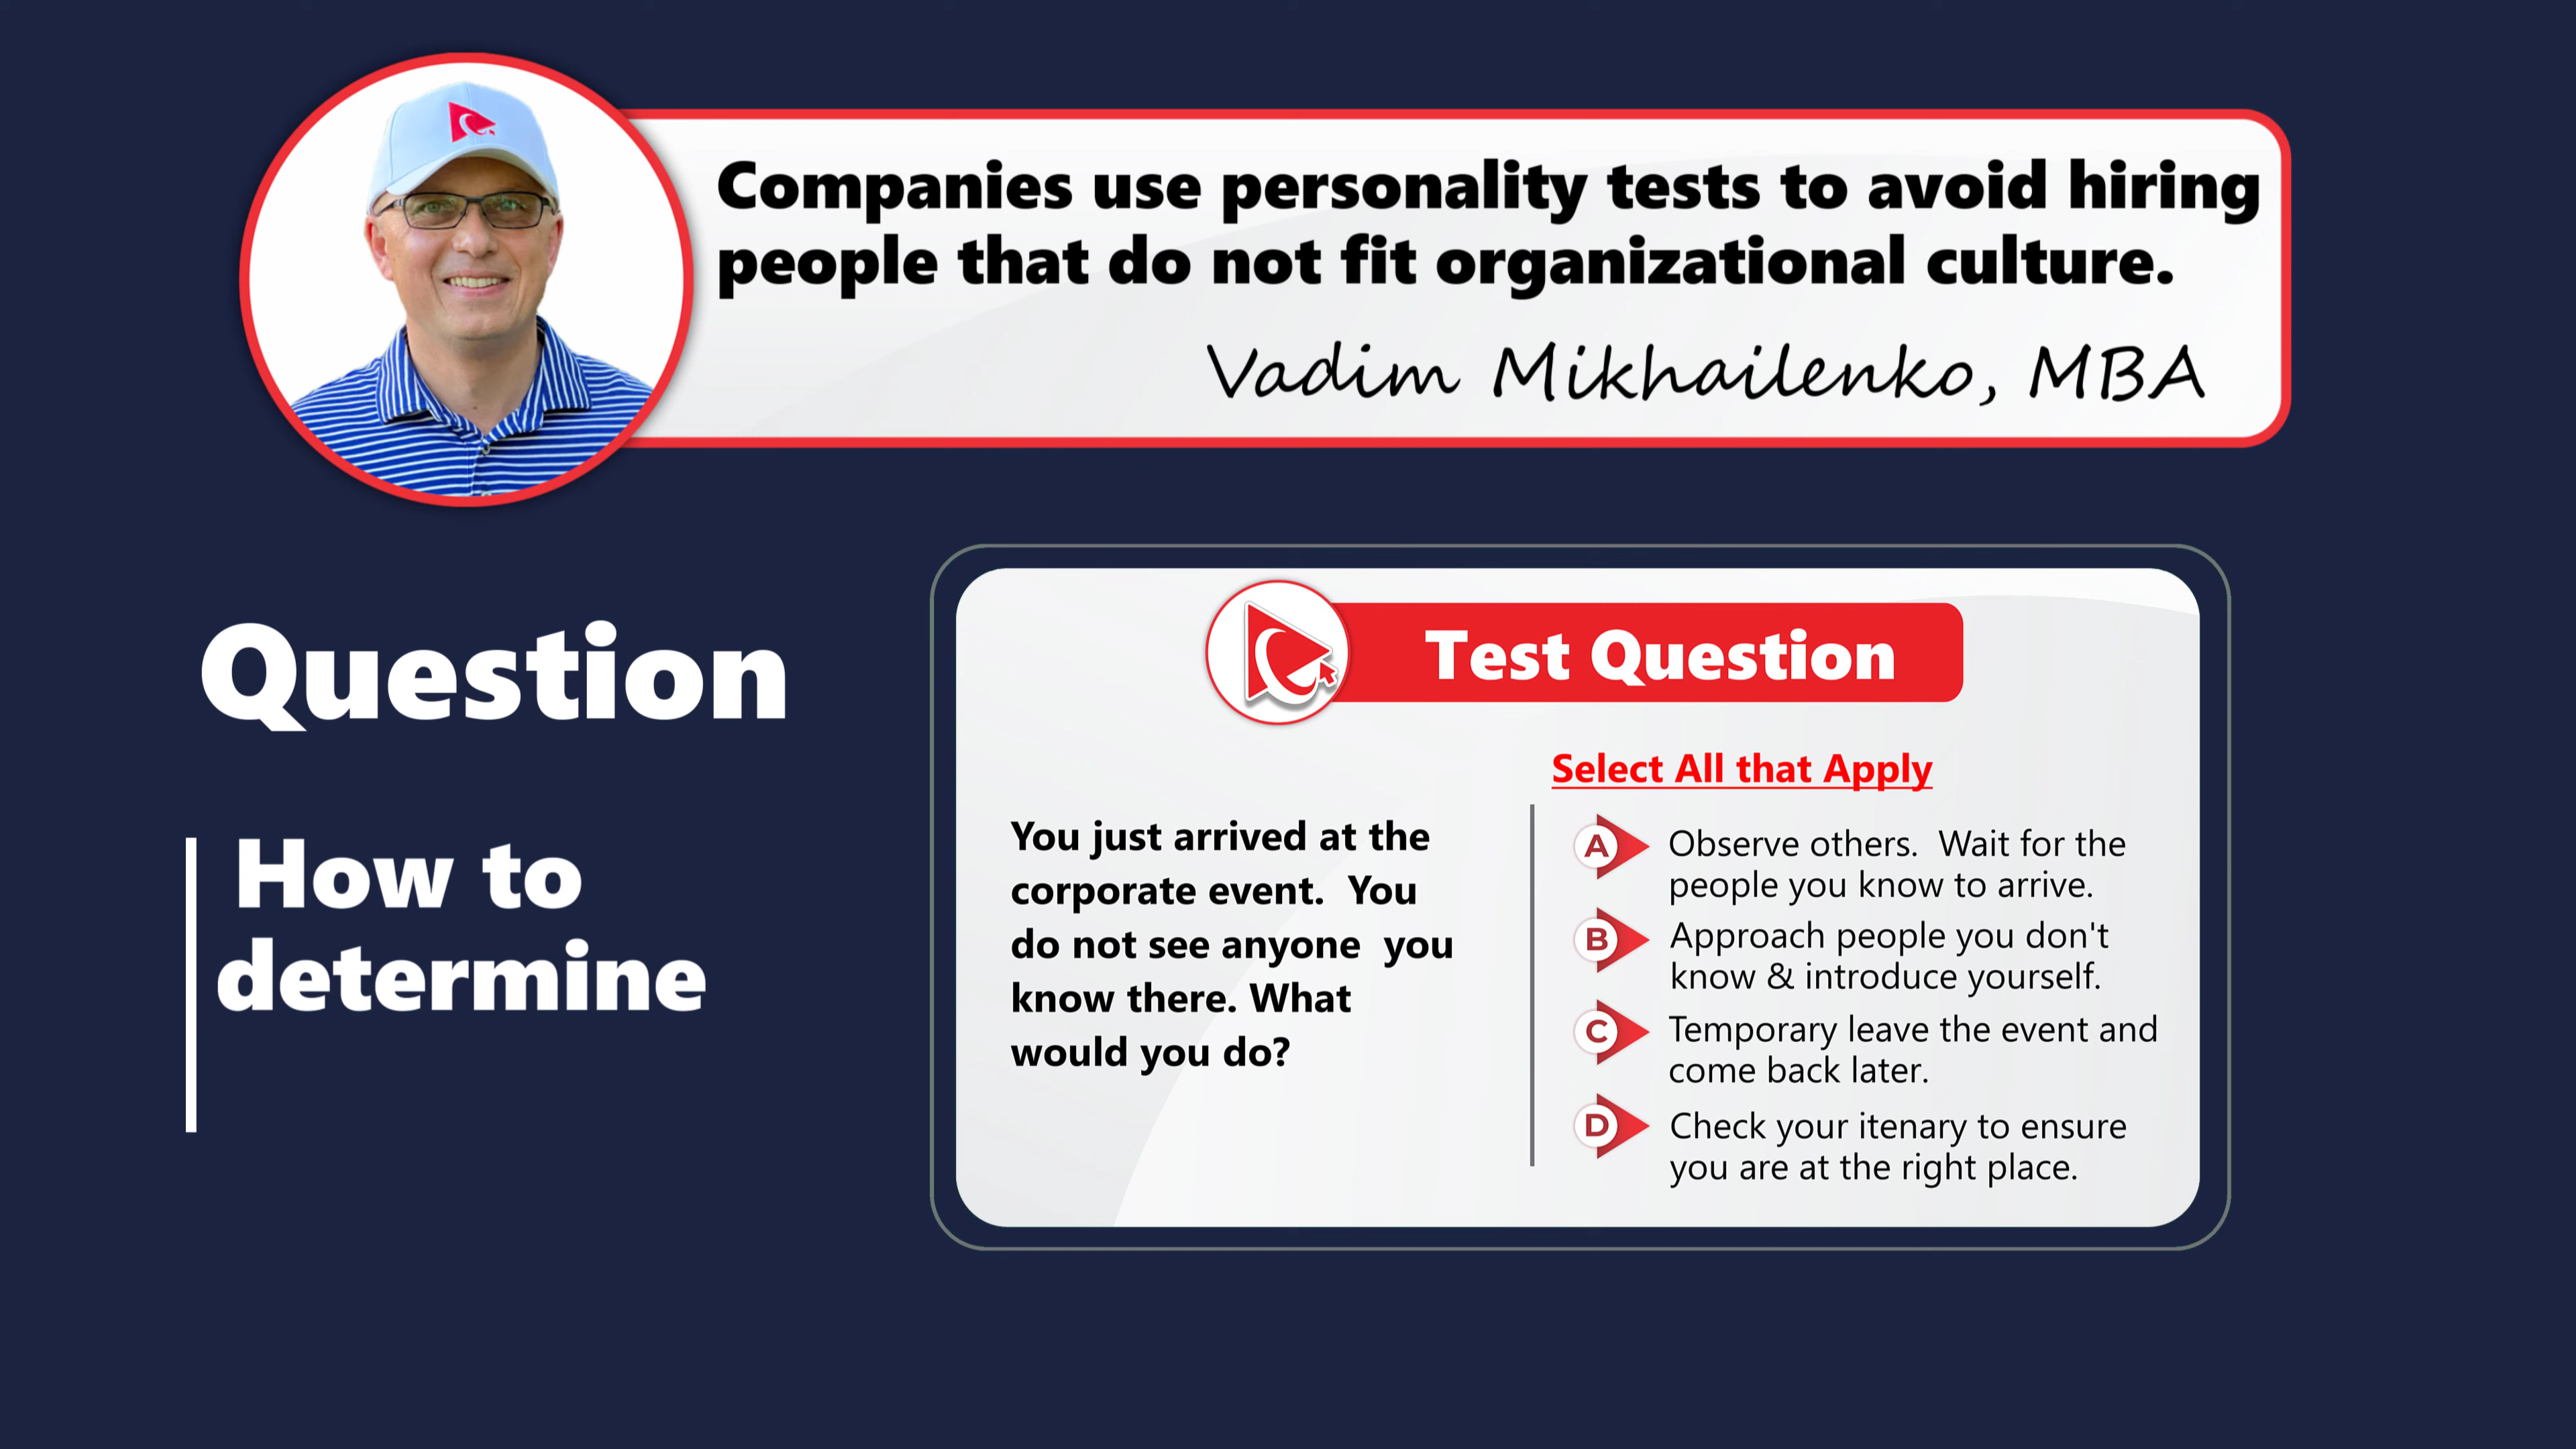 Companies use personality tests to avoid hiring
people that do not fit organizational culture.
Vadim Mikhailenko, MBA
Question
How to
determine
Test Question
Select All that Apply
You just arrived at the
corporate event. You
do not see anyone you
know there. What
would you do?
A Observe others. Wait for the
people you know to arrive.
B Approach people you don't
know & introduce yourself.
C Temporary leave the event and
come back later.
D Check your itenary to ensure
you are at the right place.